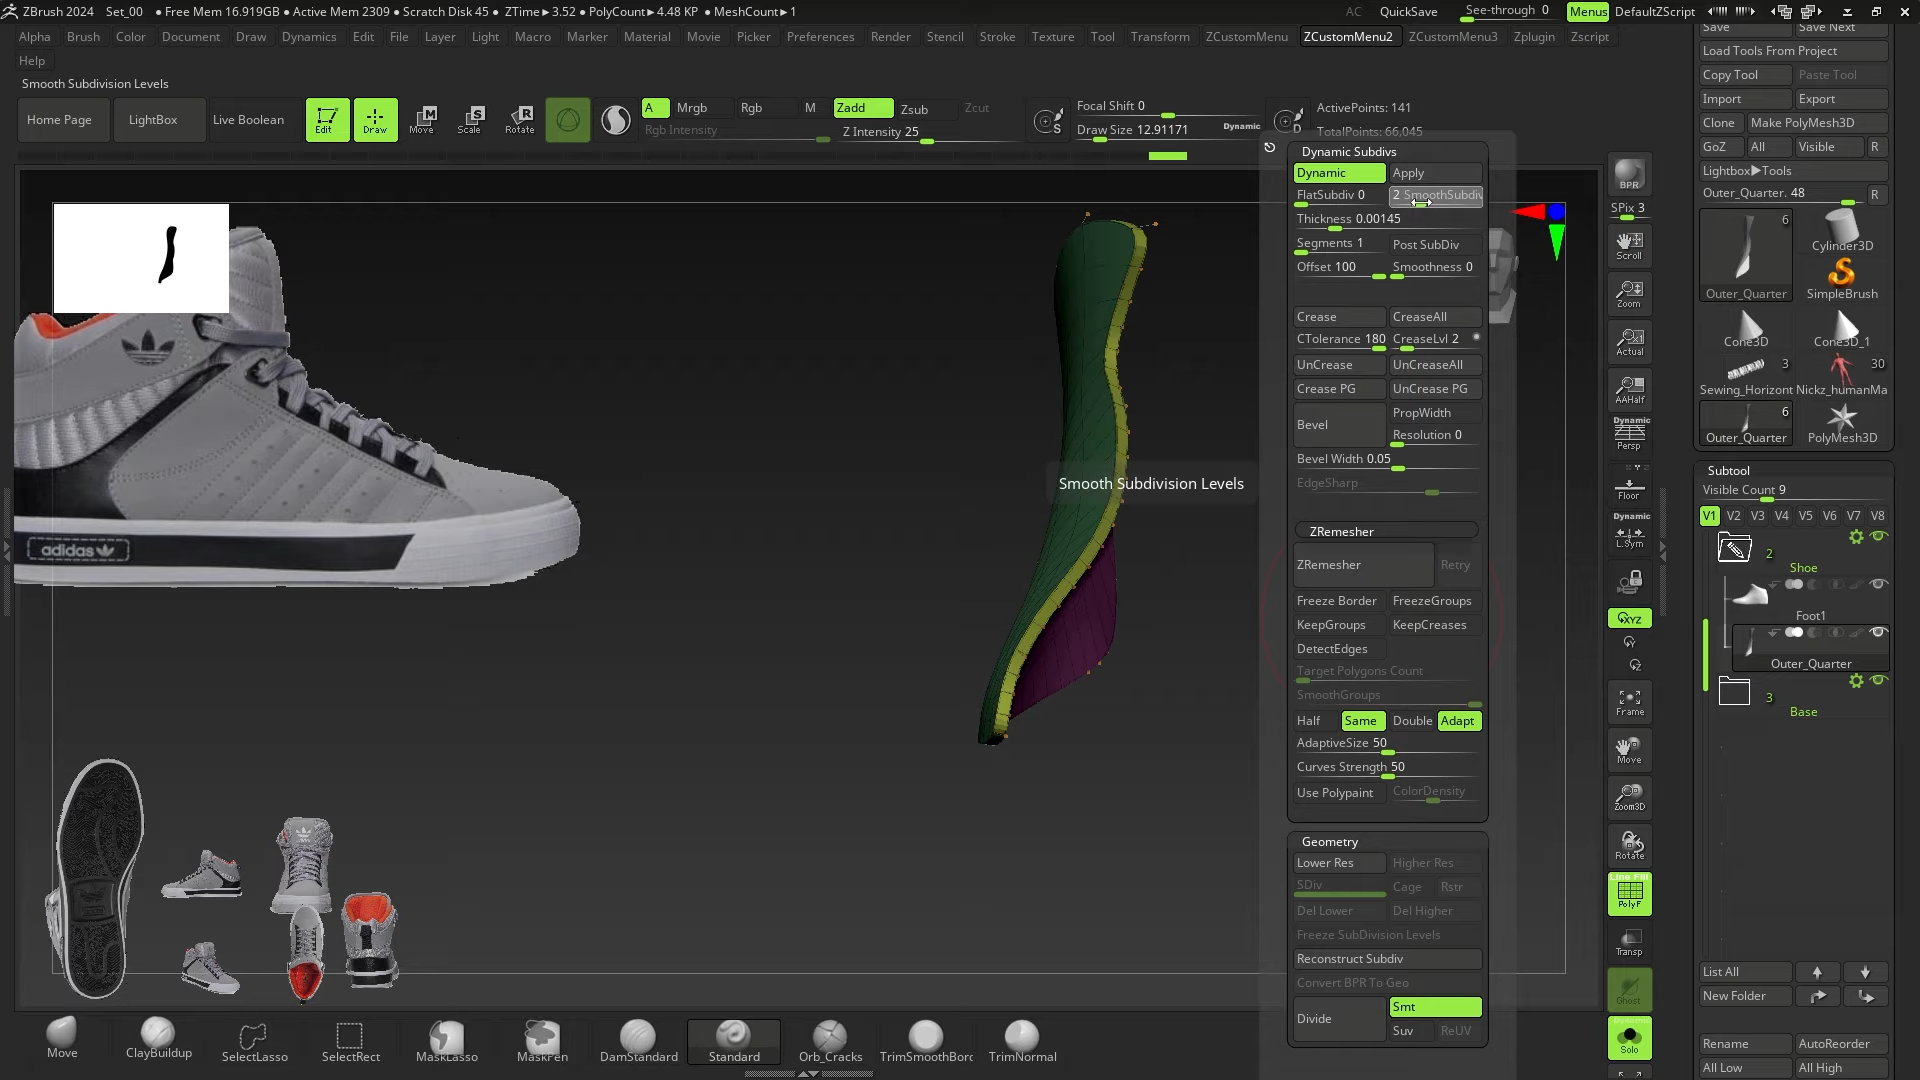 ZBrush 2024 Set_00 • Free Mem 16.919GB • Active Mem 2309 • Scratch Disk 45 • ZTime►3.52 • PolyCount►4.48 KP • MeshCount►1 AC QuickSave See-through 0 Menus DefaultZScript
Alpha Brush Color Document Draw Dynamics Edit File Layer Light Macro Marker Material Movie Picker Preferences Render Stencil Stroke Texture Tool Transform ZCustomMenu ZCustomMenu2 ZCustomMenu3 Zplugin Zscript
Help
Smooth Subdivision Levels
Home Page LightBox Live Boolean Edit Draw Move Scale Rotate
A Mrgb Rgb M Zadd Zsub Zcut
Rgb Intensity Z Intensity 25
S Focal Shift 0
Draw Size 12.91171 Dynamic D
ActivePoints: 141
TotalPoints: 66,045
Dynamic Subdivs
Dynamic Apply
FlatSubdiv 0 2 SmoothSubdiv
Thickness 0.00145
Segments 1 Post SubDiv
Offset 100 Smoothness 0
Crease CreaseAll
CTolerance 180 CreaseLvl 2
UnCrease UnCreaseAll
Crease PG UnCrease PG
Bevel PropWidth
Resolution 0
Bevel Width 0.05
EdgeSharp
Smooth Subdivision Levels
ZRemesher
ZRemesher Retry
Freeze Border FreezeGroups
KeepGroups KeepCreases
DetectEdges
Target Polygons Count
SmoothGroups
Half Same Double Adapt
AdaptiveSize 50
Curves Strength 50
Use Polypaint ColorDensity
Geometry
Lower Res Higher Res
SDiv Cage Rstr
Del Lower Del Higher
Freeze SubDivision Levels
Reconstruct Subdiv
Convert BPR To Geo
Divide Smt
Suv ReUV
adidas
BPR
SPix 3
Scroll
Zoom
Actual
AAHalf
Dynamic
Persp
Floor
Dynamic
L.Sym
XYZ
Y
Z
Frame
Move
Zoom3D
Rotate
Line Fill
PolyF
Transp
Ghost
Dynamic
Solo
Save Save Next
Load Tools From Project
Copy Tool Paste Tool
Import Export
Clone Make PolyMesh3D
GoZ All Visible R
Lightbox►Tools
Outer_Quarter. 48 R
6
Outer_Quarter
Cylinder3D
SimpleBrush
Cone3D Cone3D_1
3 30
Sewing_Horizont Nickz_humanMa
6
Outer_Quarter PolyMesh3D
Subtool
Visible Count 9
V1 V2 V3 V4 V5 V6 V7 V8
2
Shoe
Foot1
Outer_Quarter
3
Base
List All
New Folder
Rename AutoReorder
All Low All High
Move ClayBuildup SelectLasso SelectRect MaskLasso MaskPen DamStandard Standard Orb_Cracks TrimSmoothBorc TrimNormal